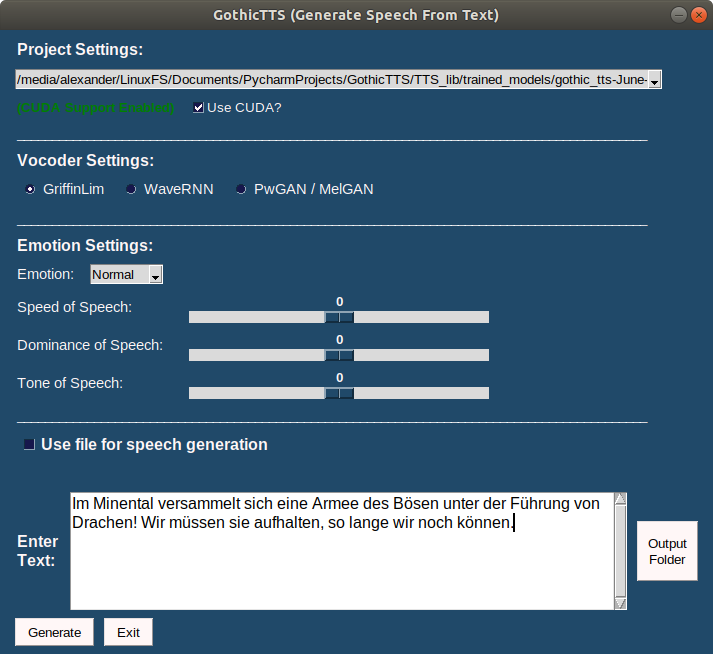 GothicTTS (Generate Speech From Text)
Project Settings:
/media/alexander/LinuxFS/Documents/PycharmProjects/GothicTTS/TTS_lib/trained_models/gothic_tts-June-
(CUDA Support Enabled) Use CUDA?
Vocoder Settings:
GriffinLim WaveRNN PwGAN / MelGAN
Emotion Settings:
Emotion: Normal
0
Speed of Speech:
0
Dominance of Speech:
0
Tone of Speech:
Use file for speech generation
Im Minental versammelt sich eine Armee des Bösen unter der Führung von
Drachen! Wir müssen sie aufhalten, so lange wir noch können.
Enter
Text:
Output
Folder
Generate Exit